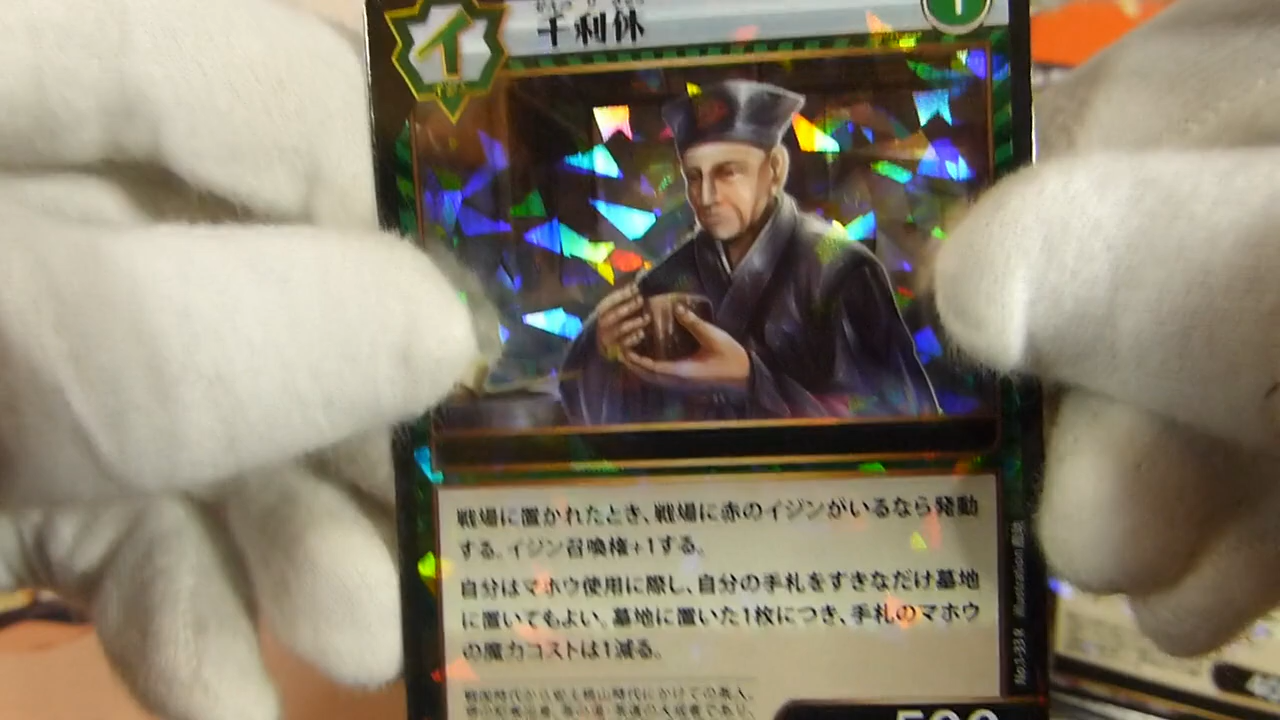 イ
千利休
1
戦場に置かれたとき、戦場に赤のイジンがいるなら発動
する。イジン召喚権+1する。
自分はマホウ使用に際し、自分の手札をすきなだけ墓地
に置いてもよい。墓地に置いた1枚につき、手札のマホウ
の魔力コストは1減る。
500